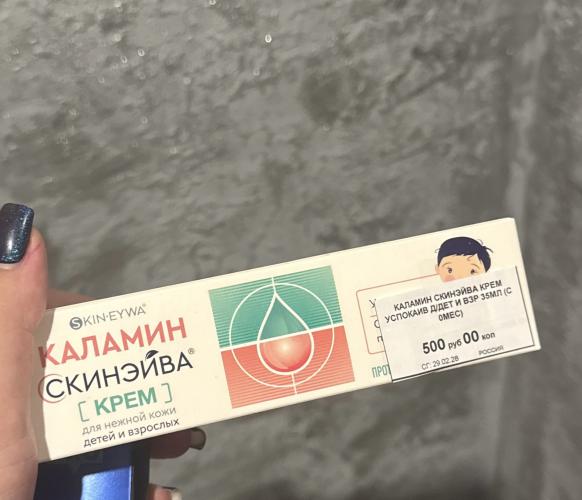 SKIN·EYWA®
КАЛАМИН
СКИНЭЙВА®
[ КРЕМ ]
для нежной кожи
детей и взрослых
КАЛАМИН СКИНЭЙВА КРЕМ
УСПОКАИВ Д/ДЕТ И ВЗР 35МЛ (С
0МЕС)
500 руб 00 коп
СГ: 29.02.28 РОССИЯ